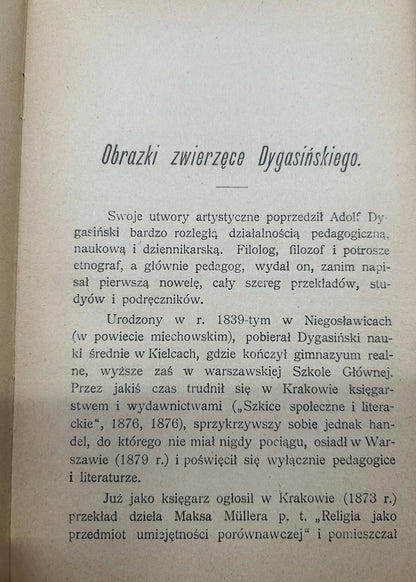 Obrazki zwierzęce Dygasińskiego.
Swoje utwory artystyczne poprzedził Adolf Dy
gasiński bardzo rozległą działalnością pedagogiczną,
naukową i dziennikarską. Filolog, filozof i potrosze
etnograf, a głównie pedagog, wydał on, zanim napi
sał pierwszą nowelę, cały szereg przekładów, stu-
dyów i podręczników.
Urodzony w r. 1839-tym w Niegosławicach
(w powiecie miechowskim), pobierał Dygasiński nau
ki średnie w Kielcach, gdzie kończył gimnazyum real-
ne, wyższe zaś w warszawskiej Szkole Głównej.
Przez jakiś czas trudnił się w Krakowie księgar-
stwem i wydawnictwami („Szkice społeczne i litera-
ckie", 1876, 1876), sprzykrzywszy sobie jednak han-
del, do którego nie miał nigdy pociągu, osiadł w War-
szawie (1879 r.) i poświęcił się wyłącznie pedagogice
i literaturze.
Już jako księgarz ogłosił w Krakowie (1873 r.)
przekład dzieła Maksa Müllera p. t. „Religia jako
przedmiot umiejętności porównawczej" i pomieszczał